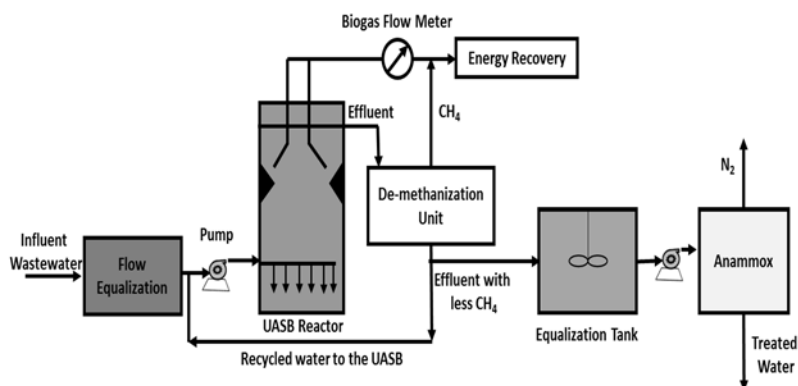 Biogas Flow Meter
Energy Recovery
Effluent
CH4
N2
De-methanization
Unit
Influent
Wastewater
Flow
Equalization
Pump
Effluent with
less CH4
Anammox
UASB Reactor
Equalization Tank
Recycled water to the UASB
Treated
Water